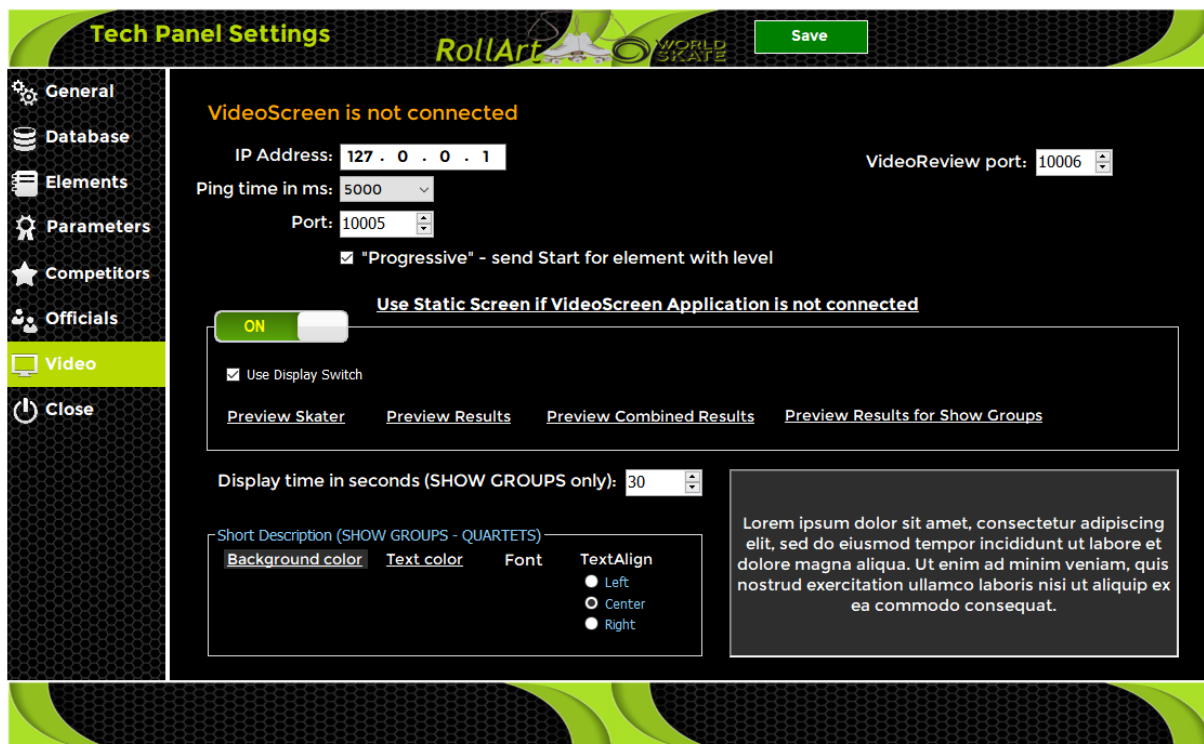 Tech Panel Settings
RollArt
WORLD
SKATE
Save
General
Database
Elements
Parameters
Competitors
Officials
Video
Close
VideoScreen is not connected
IP Address: 127 . 0 . 0 . 1
VideoReview port: 10006
Ping time in ms: 5000
Port: 10005
"Progressive" - send Start for element with level
Use Static Screen if VideoScreen Application is not connected
ON
Use Display Switch
Preview Skater Preview Results Preview Combined Results Preview Results for Show Groups
Display time in seconds (SHOW GROUPS only): 30
Short Description (SHOW GROUPS - QUARTETS)
Background color Text color Font TextAlign
Left
Center
Right
Lorem ipsum dolor sit amet, consectetur adipiscing
elit, sed do eiusmod tempor incididunt ut labore et
dolore magna aliqua. Ut enim ad minim veniam, quis
nostrud exercitation ullamco laboris nisi ut aliquip ex
ea commodo consequat.